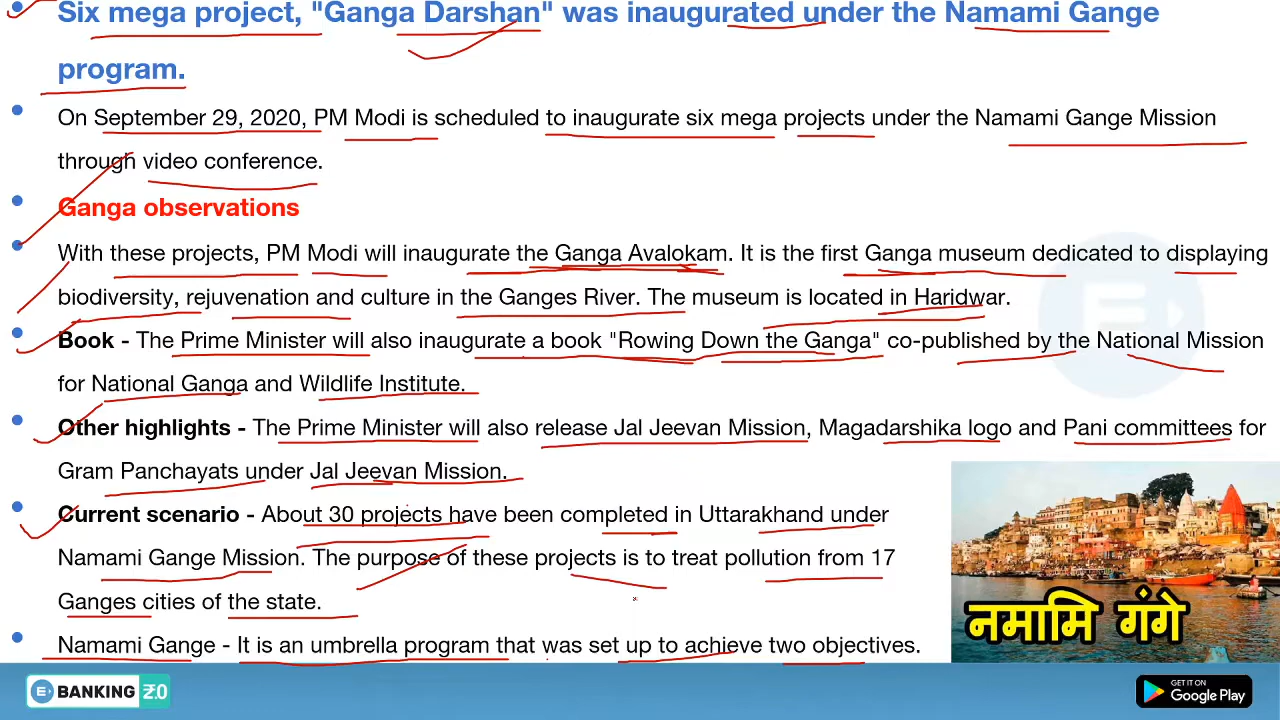 Six mega project, "Ganga Darshan" was inaugurated under the Namami Gange
program.
On September 29, 2020, PM Modi is scheduled to inaugurate six mega projects under the Namami Gange Mission
through video conference.
Ganga observations
With these projects, PM Modi will inaugurate the Ganga Avalokam. It is the first Ganga museum dedicated to displaying
biodiversity, rejuvenation and culture in the Ganges River. The museum is located in Haridwar.
Book - The Prime Minister will also inaugurate a book "Rowing Down the Ganga" co-published by the National Mission
for National Ganga and Wildlife Institute.
Other highlights - The Prime Minister will also release Jal Jeevan Mission, Magadarshika logo and Pani committees for
Gram Panchayats under Jal Jeevan Mission.
Current scenario - About 30 projects have been completed in Uttarakhand under
Namami Gange Mission. The purpose of these projects is to treat pollution from 17
Ganges cities of the state.
Namami Gange - It is an umbrella program that was set up to achieve two objectives.
नमामि गंगे
E BANKING 2.0
GET IT ON
Google Play